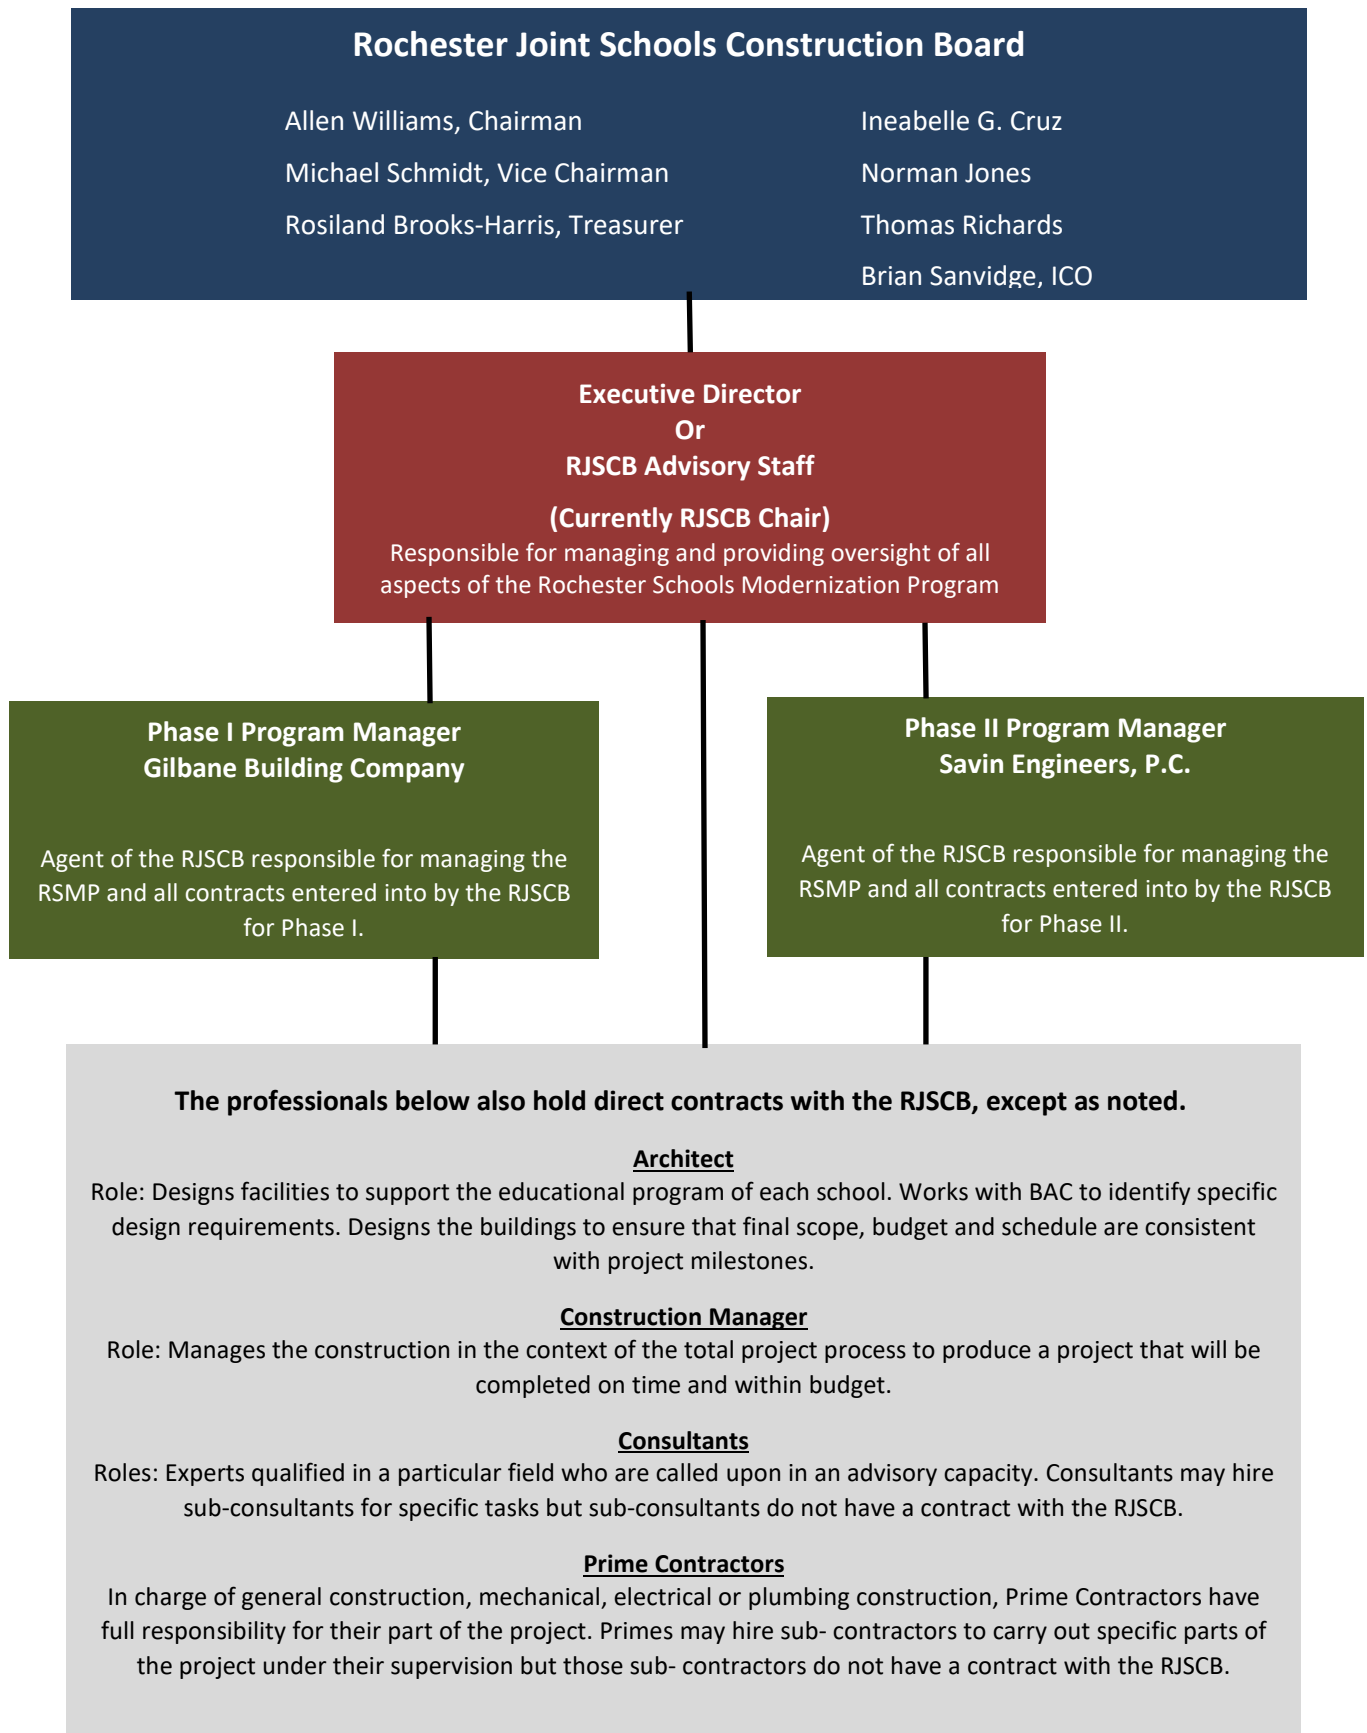 Rochester Joint Schools Construction Board
Allen Williams, Chairman
Michael Schmidt, Vice Chairman
Rosiland Brooks-Harris, Treasurer
Ineabelle G. Cruz
Norman Jones
Thomas Richards
Brian Sanvidge, ICO
Executive Director
Or
RJSCB Advisory Staff
(Currently RJSCB Chair)
Responsible for managing and providing oversight of all
aspects of the Rochester Schools Modernization Program
Phase I Program Manager
Gilbane Building Company
Agent of the RJSCB responsible for managing the
RSMP and all contracts entered into by the RJSCB
for Phase I.
Phase II Program Manager
Savin Engineers, P.C.
Agent of the RJSCB responsible for managing the
RSMP and all contracts entered into by the RJSCB
for Phase II.
The professionals below also hold direct contracts with the RJSCB, except as noted.
Architect
Role: Designs facilities to support the educational program of each school. Works with BAC to identify specific
design requirements. Designs the buildings to ensure that final scope, budget and schedule are consistent
with project milestones.
Construction Manager
Role: Manages the construction in the context of the total project process to produce a project that will be
completed on time and within budget.
Consultants
Roles: Experts qualified in a particular field who are called upon in an advisory capacity. Consultants may hire
sub-consultants for specific tasks but sub-consultants do not have a contract with the RJSCB.
Prime Contractors
In charge of general construction, mechanical, electrical or plumbing construction, Prime Contractors have
full responsibility for their part of the project. Primes may hire sub- contractors to carry out specific parts of
the project under their supervision but those sub- contractors do not have a contract with the RJSCB.